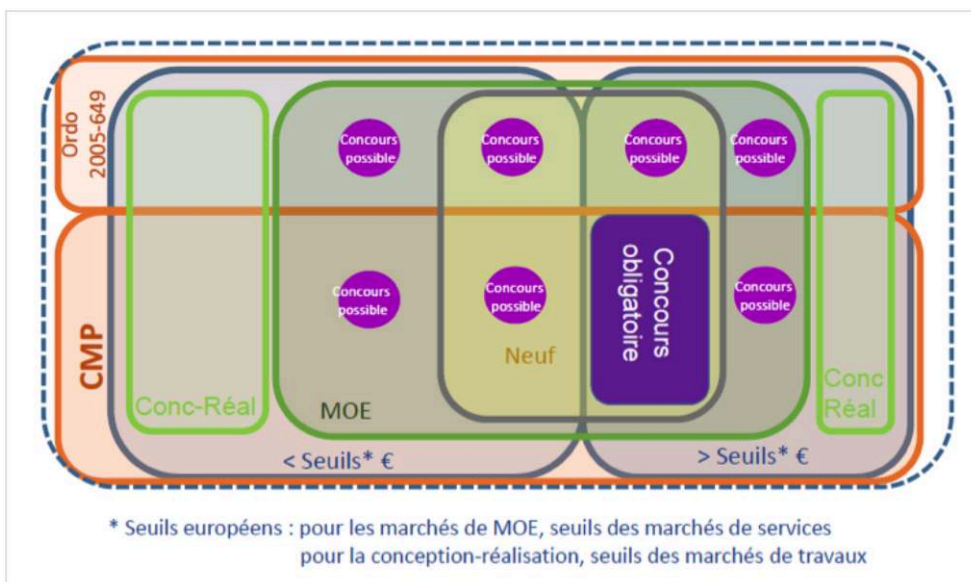 Ordo
2005-649
Concours
possible
Concours
possible
Concours
possible
Concours
possible
CMP
Concours
possible
Concours
possible
Concours
obligatoire
Concours
possible
Neuf
Conc-Réal
MOE
Conc
Réal
< Seuils* €
> Seuils* €
* Seuils européens : pour les marchés de MOE, seuils des marchés de services
pour la conception-réalisation, seuils des marchés de travaux